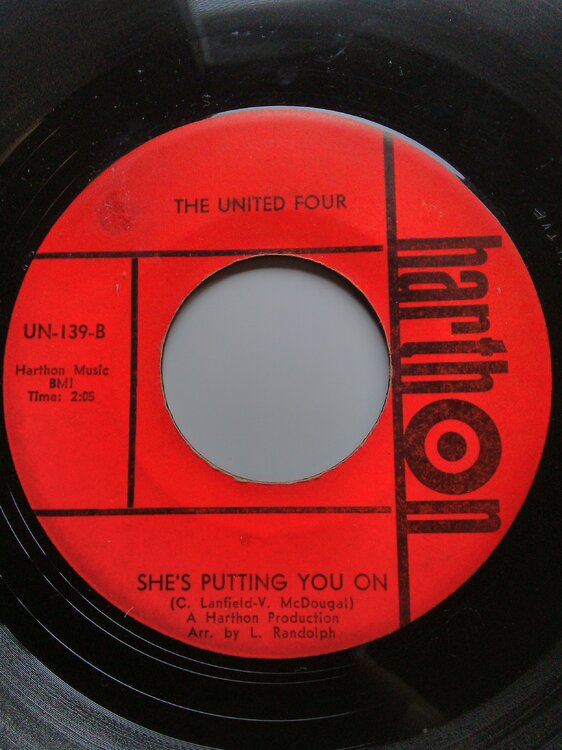 THE UNITED FOUR
harthon
UN-139-B
Harthon Music
BMI
Time: 2:05
SHE'S PUTTING YOU ON
(C. Lanfield-V. McDougal)
A Harthon Production
Arr. by L. Randolph